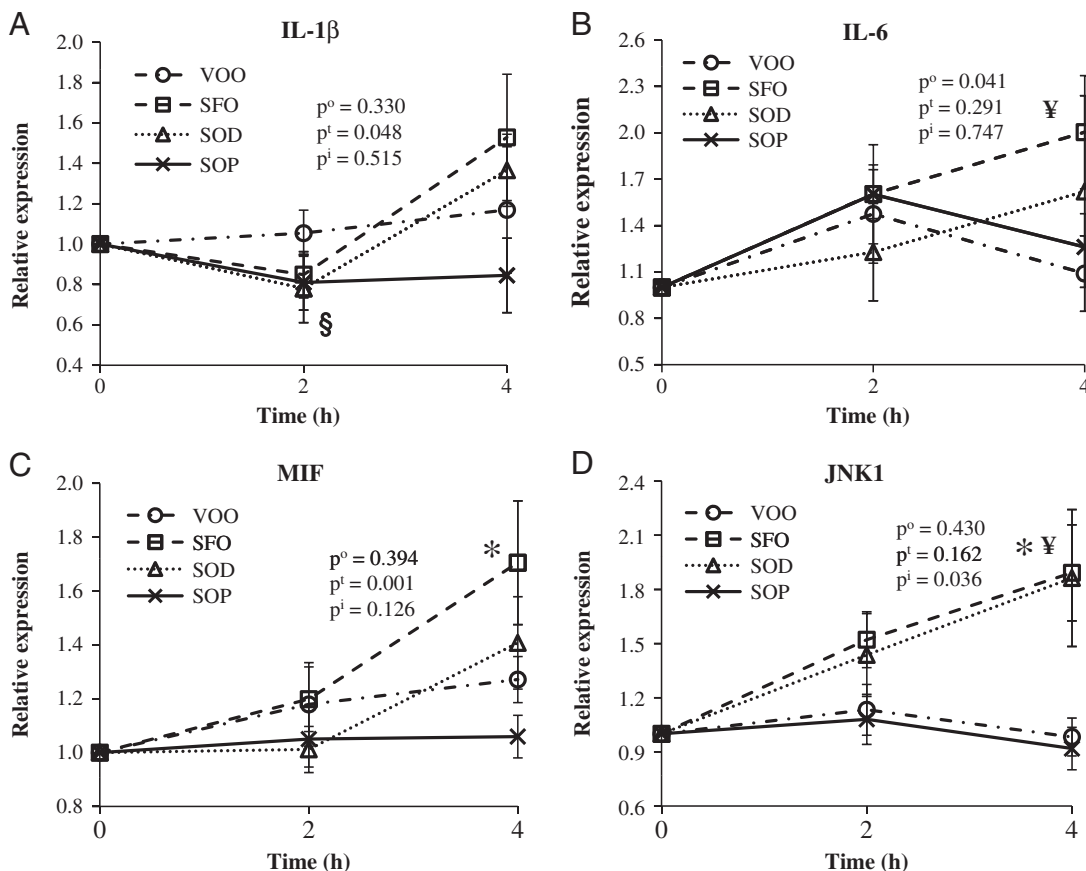 A
IL-1β
2.0
1.8
1.6
1.4
1.2
1.0
0.8
0.6
0.4
Relative expression
VOO
SFO
SOD
SOP
pᵒ = 0.330
pᵗ = 0.048
pⁱ = 0.515
§
0 2 4
Time (h)
B
IL-6
2.6
2.3
2.0
1.7
1.4
1.1
0.8
0.5
Relative expression
VOO
SFO
SOD
SOP
pᵒ = 0.041
pᵗ = 0.291
pⁱ = 0.747
¥
0 2 4
Time (h)
C
MIF
2.0
1.8
1.6
1.4
1.2
1.0
0.8
Relative expression
VOO
SFO
SOD
SOP
pᵒ = 0.394
pᵗ = 0.001
pⁱ = 0.126
*
0 2 4
Time (h)
D
JNK1
2.4
2.1
1.8
1.5
1.2
0.9
0.6
Relative expression
VOO
SFO
SOD
SOP
pᵒ = 0.430
pᵗ = 0.162
pⁱ = 0.036
* ¥
0 2 4
Time (h)